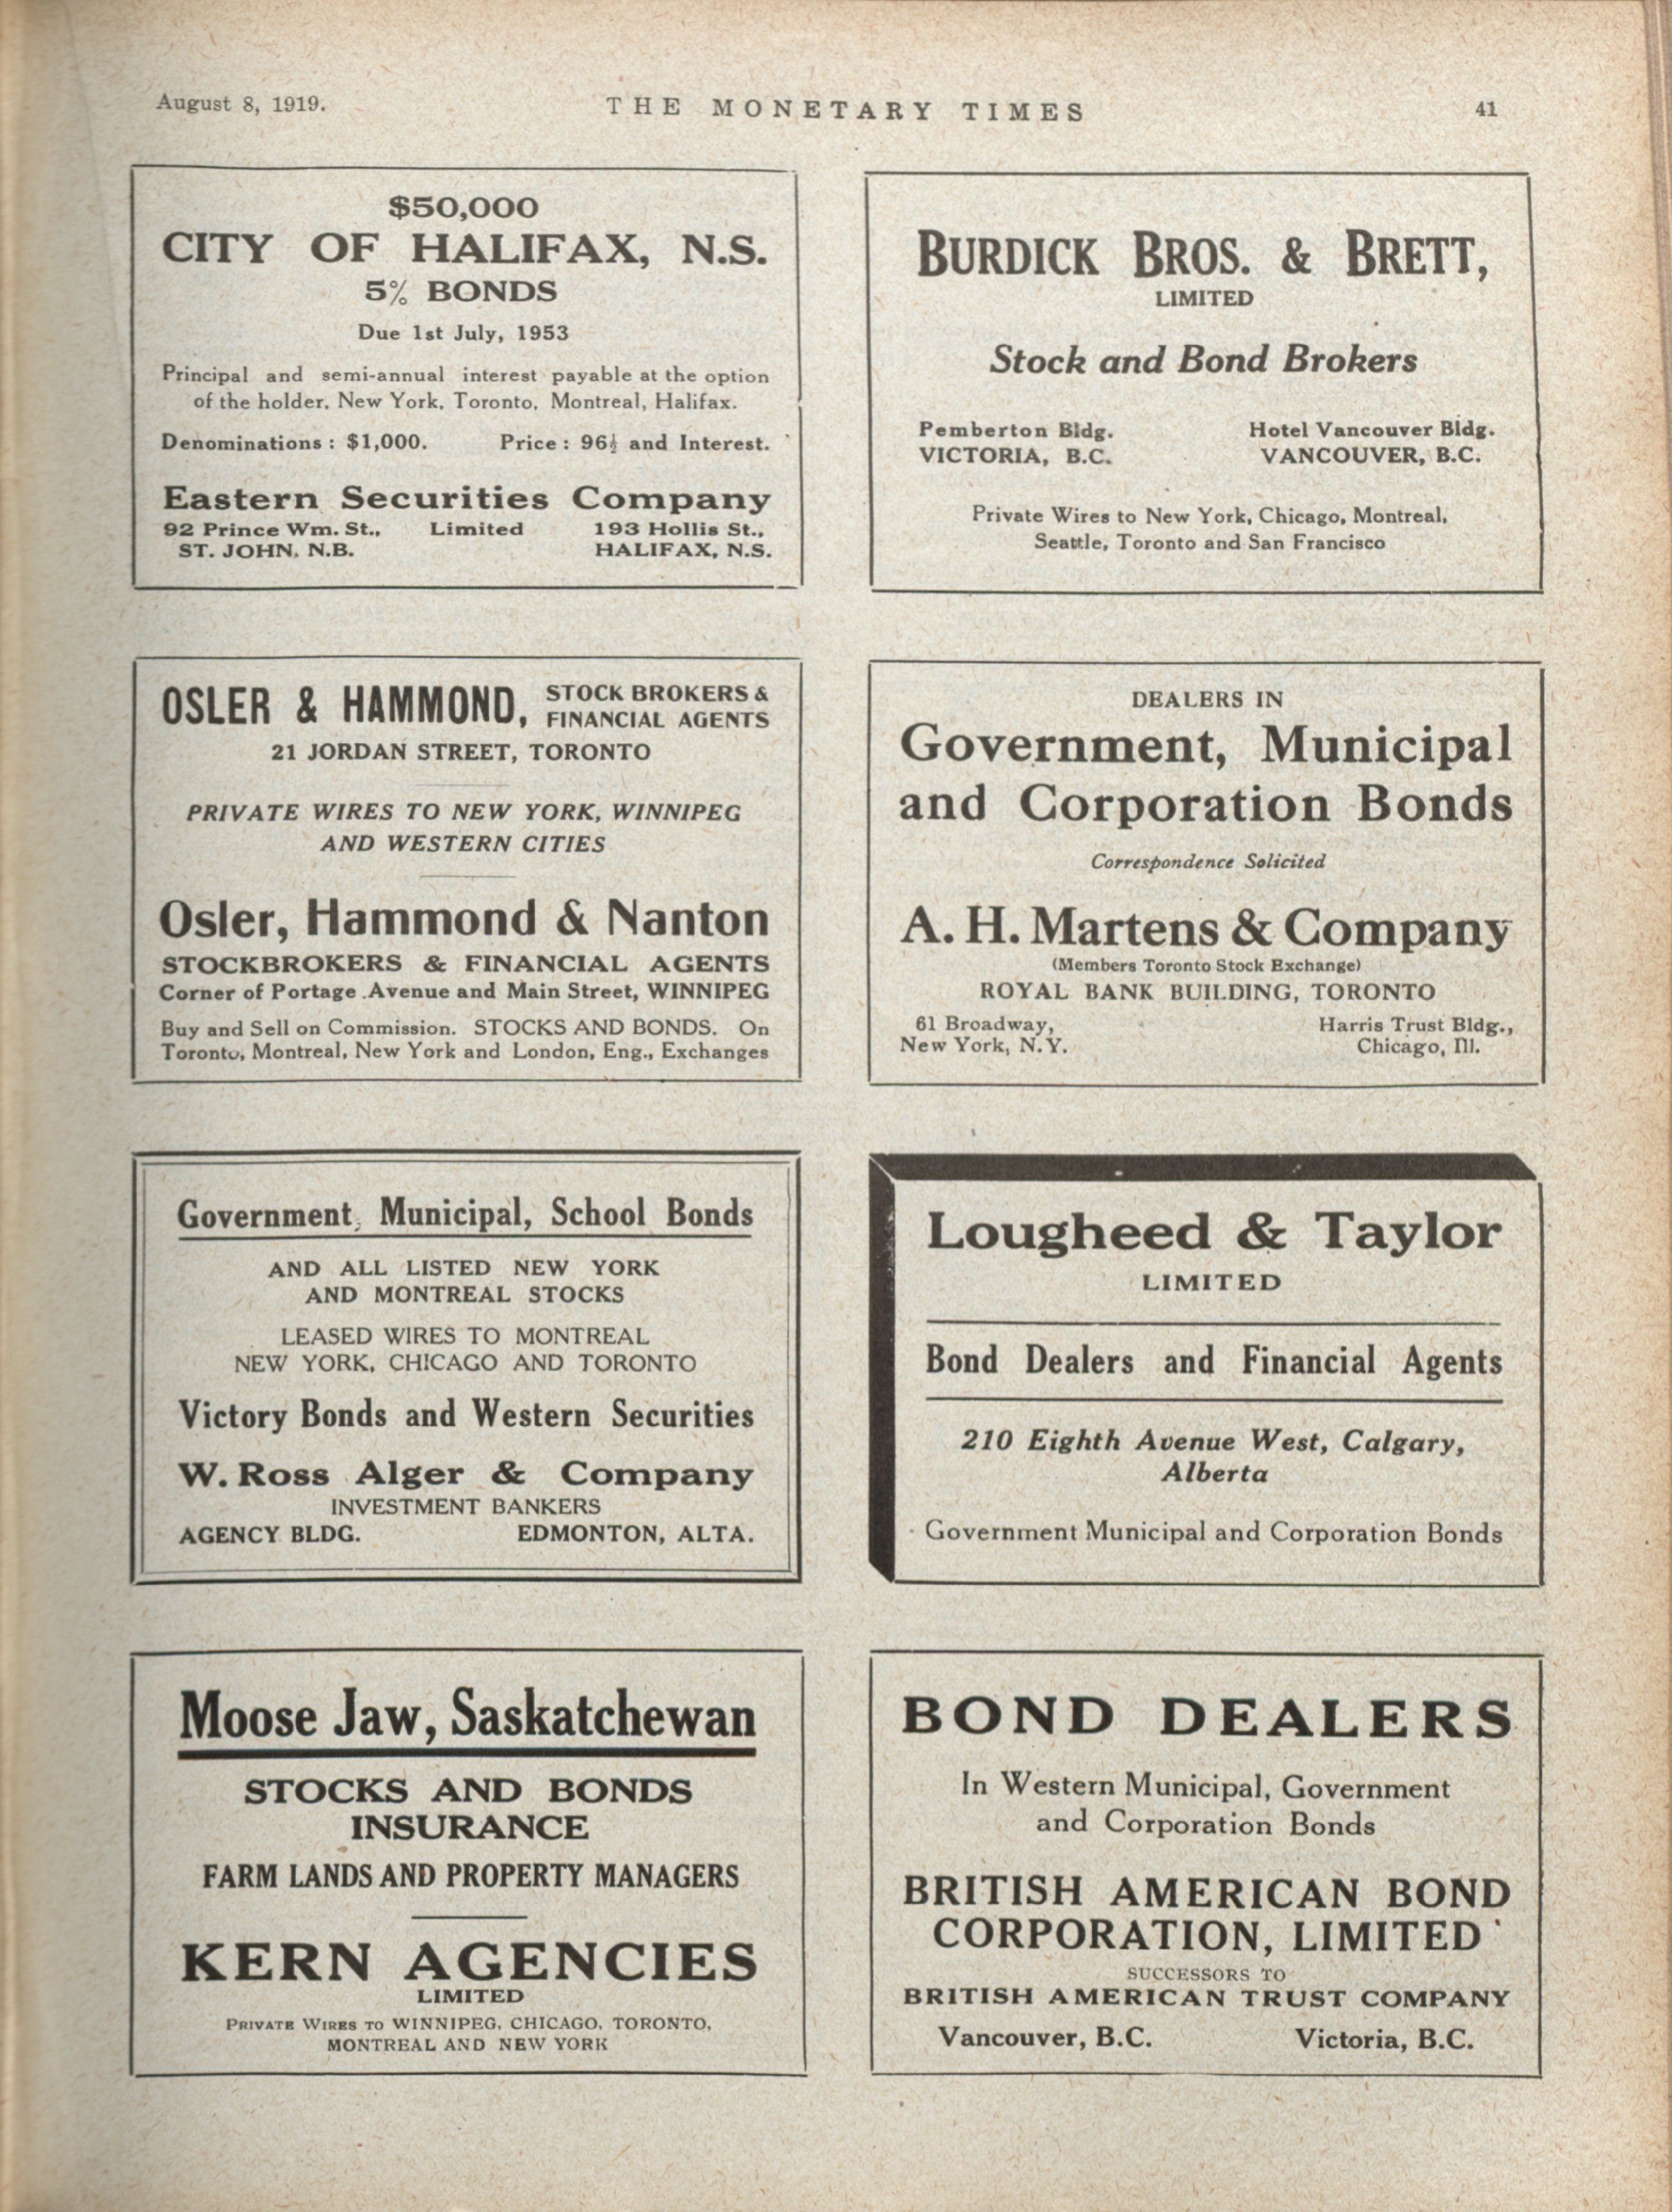 August 8, 1919.
THE MONETARY TIMES
41
$50,000
CITY OF HALIFAX, N.S.
5% BONDS
Due 1st July, 1953
Principal and semi-annual interest payable at the option
of the holder, New York, Toronto, Montreal, Halifax.
Denominations : $1,000. Price : 96½ and Interest.
Eastern Securities Company
92 Prince Wm. St., Limited 193 Hollis St.,
ST. JOHN, N.B. HALIFAX, N.S.
BURDICK BROS. & BRETT,
LIMITED
Stock and Bond Brokers
Pemberton Bldg. Hotel Vancouver Bldg.
VICTORIA, B.C. VANCOUVER, B.C.
Private Wires to New York, Chicago, Montreal,
Seattle, Toronto and San Francisco
OSLER & HAMMOND, STOCK BROKERS &
FINANCIAL AGENTS
21 JORDAN STREET, TORONTO
PRIVATE WIRES TO NEW YORK, WINNIPEG
AND WESTERN CITIES
Osler, Hammond & Nanton
STOCKBROKERS & FINANCIAL AGENTS
Corner of Portage Avenue and Main Street, WINNIPEG
Buy and Sell on Commission. STOCKS AND BONDS. On
Toronto, Montreal, New York and London, Eng., Exchanges
DEALERS IN
Government, Municipal
and Corporation Bonds
Correspondence Solicited
A. H. Martens & Company
(Members Toronto Stock Exchange)
ROYAL BANK BUILDING, TORONTO
61 Broadway, Harris Trust Bldg.,
New York, N.Y. Chicago, Ill.
Government, Municipal, School Bonds
AND ALL LISTED NEW YORK
AND MONTREAL STOCKS
LEASED WIRES TO MONTREAL
NEW YORK, CHICAGO AND TORONTO
Victory Bonds and Western Securities
W. Ross Alger & Company
INVESTMENT BANKERS
AGENCY BLDG. EDMONTON, ALTA.
Lougheed & Taylor
LIMITED
Bond Dealers and Financial Agents
210 Eighth Avenue West, Calgary,
Alberta
Government Municipal and Corporation Bonds
Moose Jaw, Saskatchewan
STOCKS AND BONDS
INSURANCE
FARM LANDS AND PROPERTY MANAGERS
KERN AGENCIES
LIMITED
PRIVATE WIRES TO WINNIPEG, CHICAGO, TORONTO,
MONTREAL AND NEW YORK
BOND DEALERS
In Western Municipal, Government
and Corporation Bonds
BRITISH AMERICAN BOND
CORPORATION, LIMITED
SUCCESSORS TO
BRITISH AMERICAN TRUST COMPANY
Vancouver, B.C. Victoria, B.C.